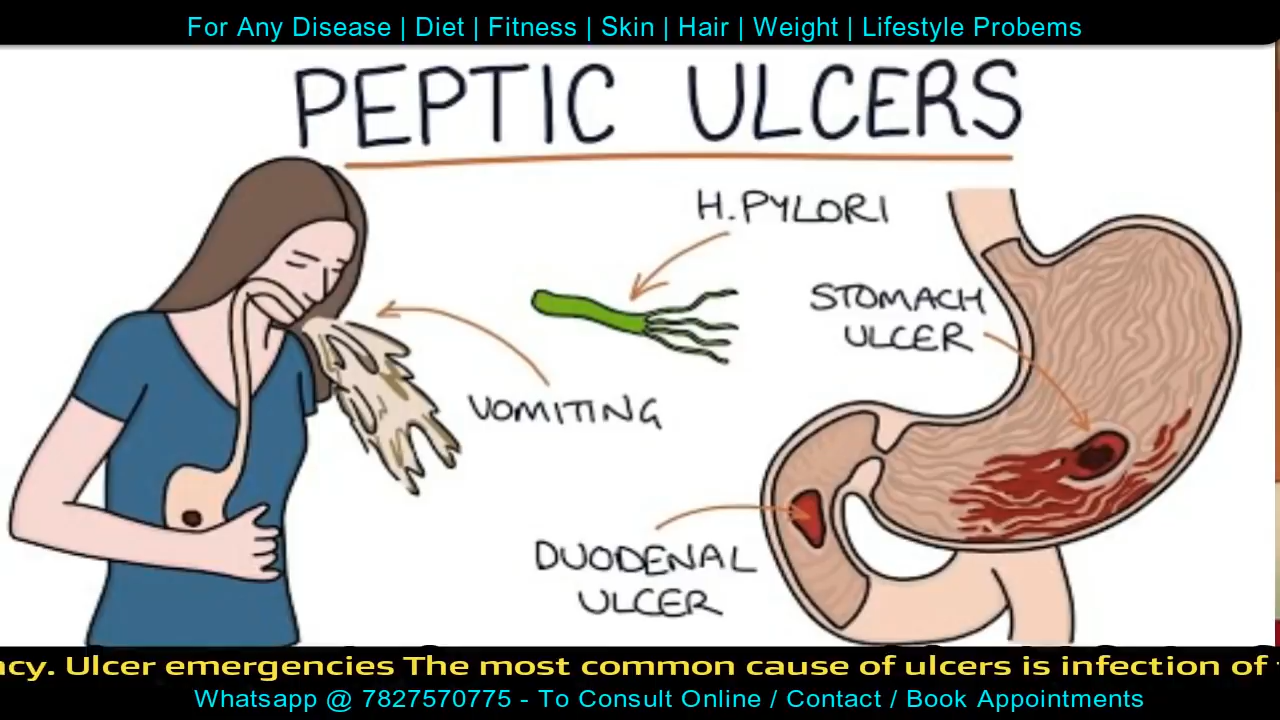 For Any Disease | Diet | Fitness | Skin | Hair | Weight | Lifestyle Probems
PEPTIC ULCERS
H. PYLORI
STOMACH
ULCER
VOMITING
DUODENAL
ULCER
acy. Ulcer emergencies The most common cause of ulcers is infection of
Whatsapp @ 7827570775 - To Consult Online / Contact / Book Appointments